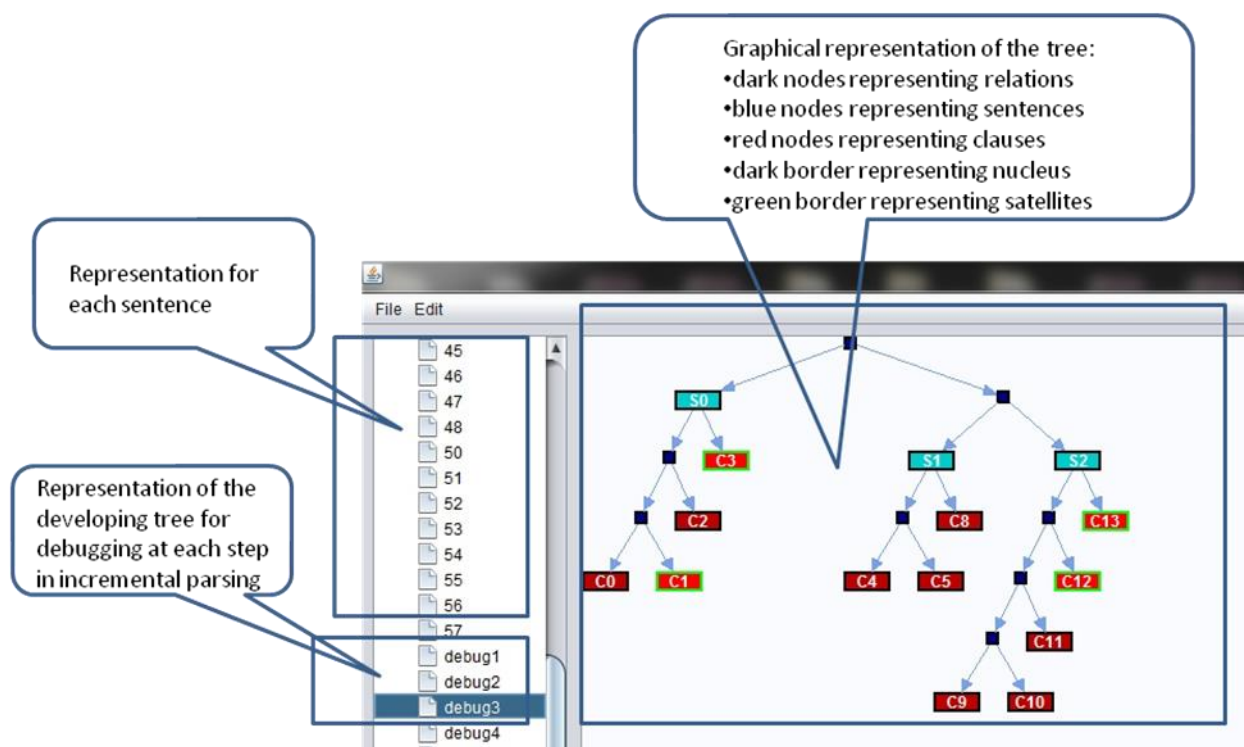 Graphical representation of the tree:
•dark nodes representing relations
•blue nodes representing sentences
•red nodes representing clauses
•dark border representing nucleus
•green border representing satellites
Representation for
each sentence
Representation of the
developing tree for
debugging at each step
in incremental parsing
File Edit
45
46
47
48
50
51
52
53
54
55
56
57
debug1
debug2
debug3
debug4
S0
C3
S1
S2
C2
C8
C13
C0
C1
C4
C5
C12
C11
C9
C10